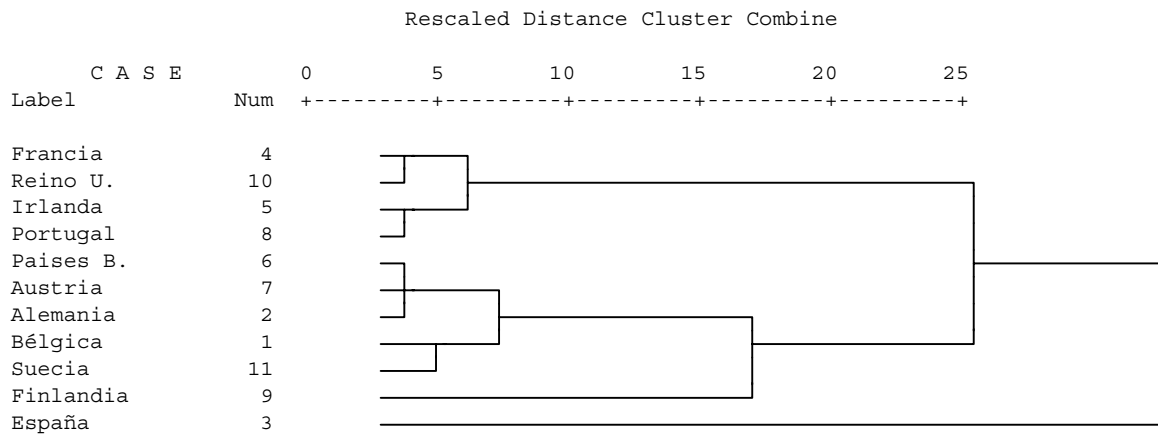 Rescaled Distance Cluster Combine
C A S E 0 5 10 15 20 25
Label Num +---------+---------+---------+---------+---------+
Francia 4
Reino U. 10
Irlanda 5
Portugal 8
Paises B. 6
Austria 7
Alemania 2
Bélgica 1
Suecia 11
Finlandia 9
España 3